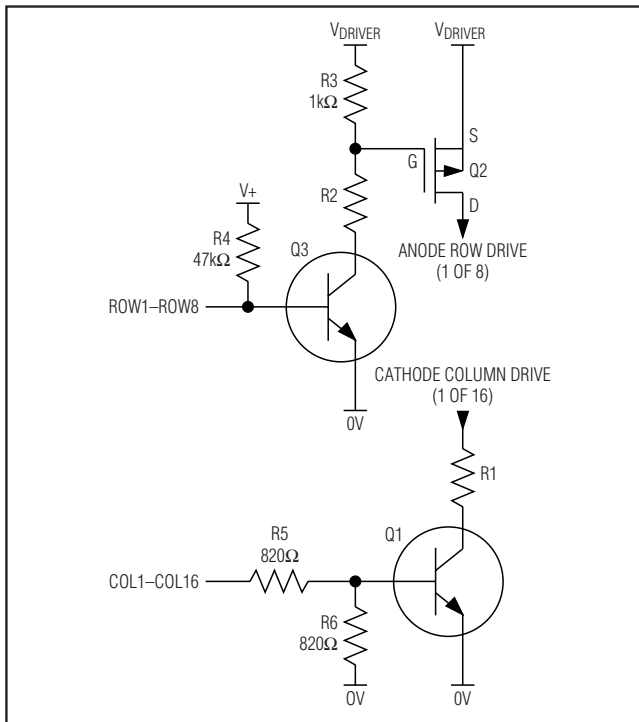 VDRIVER
VDRIVER
R3
1kΩ
S
G
Q2
D
R2
V+
R4
47kΩ
Q3
ANODE ROW DRIVE
(1 OF 8)
ROW1–ROW8
0V
CATHODE COLUMN DRIVE
(1 OF 16)
R1
Q1
R5
820Ω
COL1–COL16
R6
820Ω
0V
0V